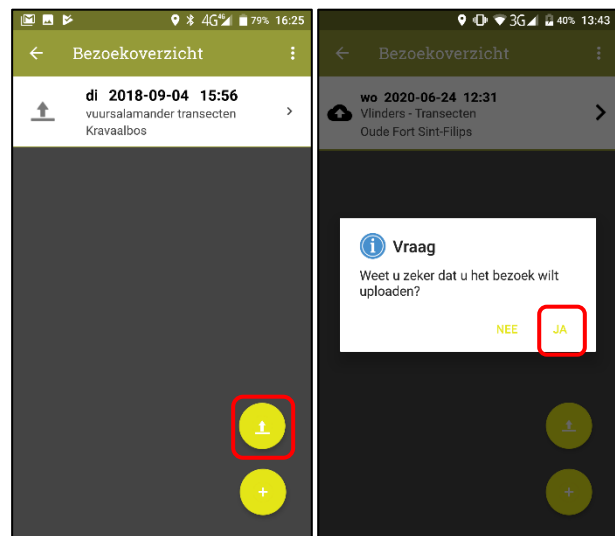 4G 79% 16:25
Bezoekoverzicht
di 2018-09-04 15:56
vuursalamander transecten
Kravaalbos
3G 40% 13:43
Bezoekoverzicht
wo 2020-06-24 12:31
Vlinders - Transecten
Oude Fort Sint-Filips
Vraag
Weet u zeker dat u het bezoek wilt
uploaden?
NEE JA